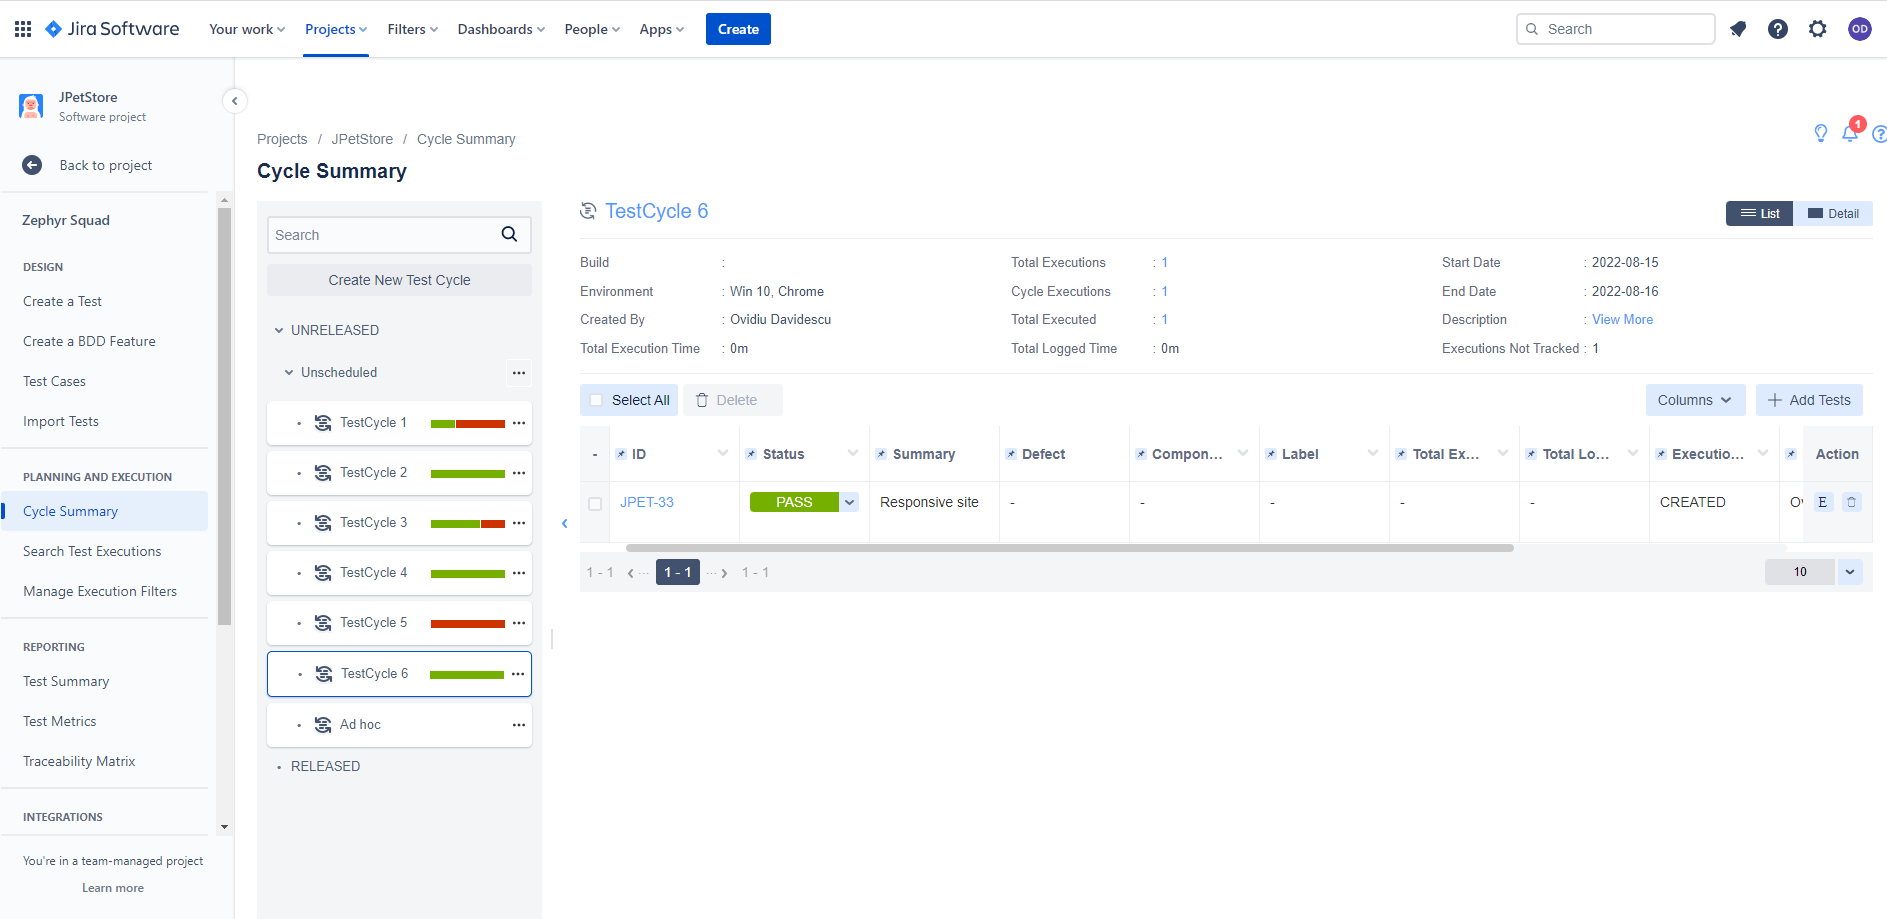 Jira Software
Your work
Projects
Filters
Dashboards
People
Apps
Create
Search
OD
JPetStore
Software project
Back to project
Zephyr Squad
DESIGN
Create a Test
Create a BDD Feature
Test Cases
Import Tests
PLANNING AND EXECUTION
Cycle Summary
Search Test Executions
Manage Execution Filters
REPORTING
Test Summary
Test Metrics
Traceability Matrix
INTEGRATIONS
You're in a team-managed project
Learn more
Projects / JPetStore / Cycle Summary
1
Cycle Summary
Search
Create New Test Cycle
UNRELEASED
Unscheduled
TestCycle 1
TestCycle 2
TestCycle 3
TestCycle 4
TestCycle 5
TestCycle 6
Ad hoc
RELEASED
TestCycle 6
List
Detail
Build :
Total Executions : 1
Start Date : 2022-08-15
Environment : Win 10, Chrome
Cycle Executions : 1
End Date : 2022-08-16
Created By : Ovidiu Davidescu
Total Executed : 1
Description : View More
Total Execution Time : 0m
Total Logged Time : 0m
Executions Not Tracked : 1
Select All
Delete
Columns
Add Tests
- ID Status Summary Defect Compon... Label Total Ex... Total Lo... Executio... Action
JPET-33 PASS Responsive site - - - - - CREATED Ov E
1 - 1 ... 1 - 1 ... 1 - 1
10